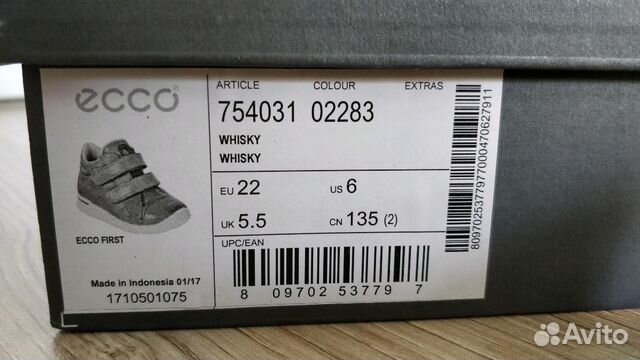 ecco
ARTICLE COLOUR EXTRAS
754031 02283
WHISKY
WHISKY
EU 22 US 6
UK 5.5 CN 135 (2)
UPC/EAN
8 09702 53779 7
ECCO FIRST
Made in Indonesia 01/17
1710501075
8097025377977000470627911
Avito